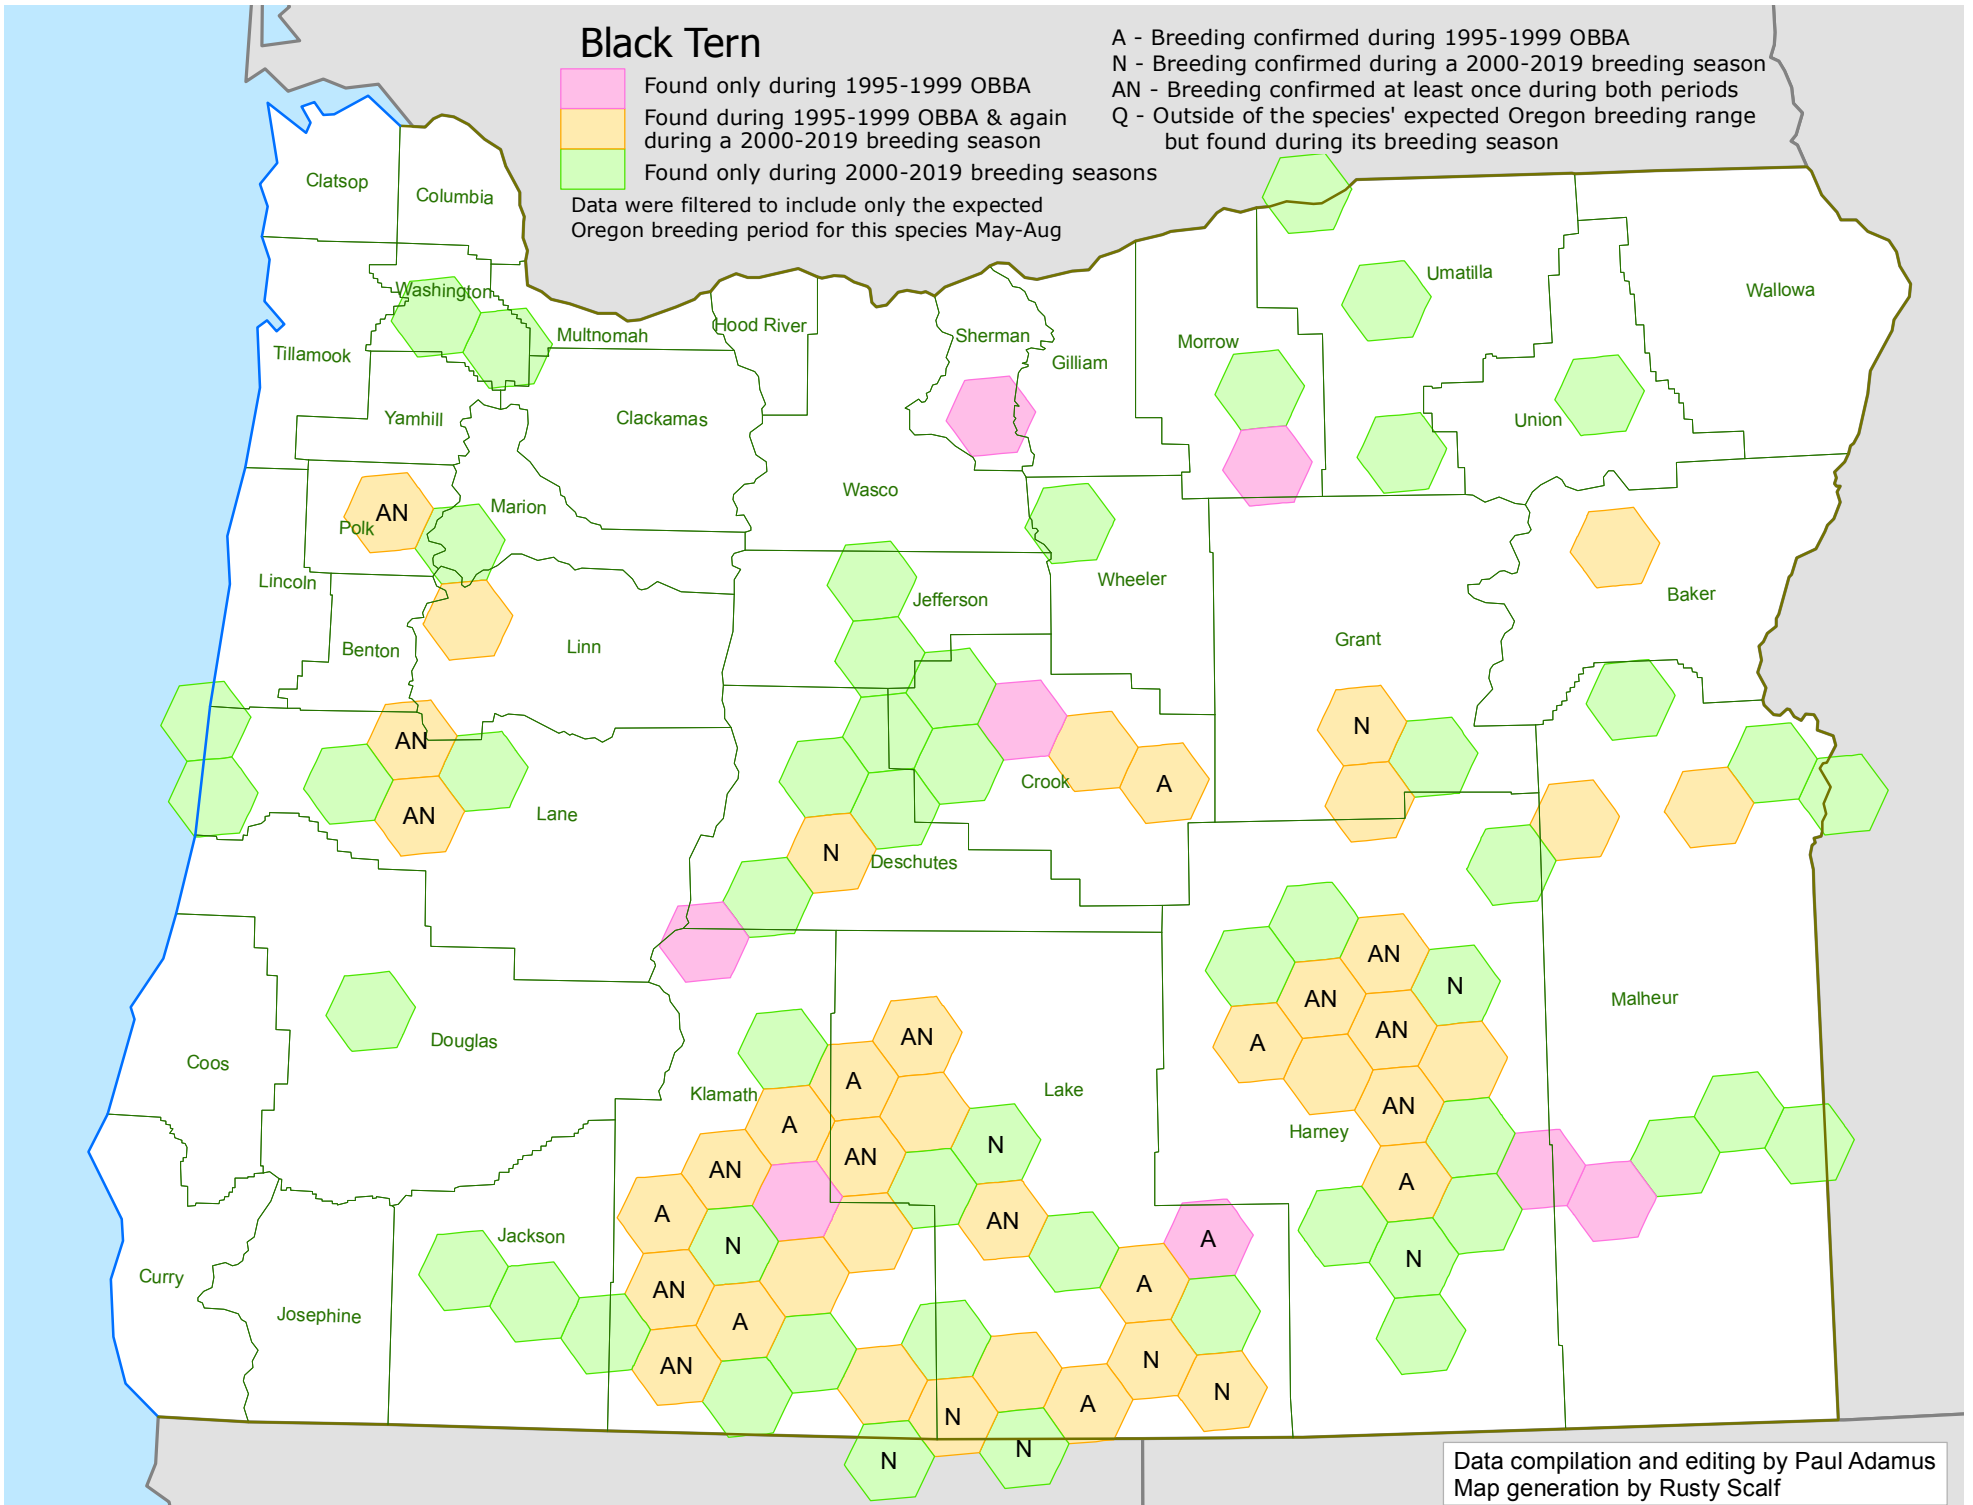 Black Tern
Found only during 1995-1999 OBBA
Found during 1995-1999 OBBA & again
during a 2000-2019 breeding season
Found only during 2000-2019 breeding seasons
Data were filtered to include only the expected
Oregon breeding period for this species May-Aug
A - Breeding confirmed during 1995-1999 OBBA
N - Breeding confirmed during a 2000-2019 breeding season
AN - Breeding confirmed at least once during both periods
Q - Outside of the species' expected Oregon breeding range
but found during its breeding season
Clatsop
Columbia
Washington
Multnomah
Hood River
Sherman
Gilliam
Morrow
Umatilla
Wallowa
Tillamook
Yamhill
Clackamas
Union
Wasco
AN
Polk
Marion
Lincoln
Jefferson
Wheeler
Baker
Benton
Linn
Grant
AN
N
Crook
A
AN
Lane
N
Deschutes
AN
N
Malheur
AN
AN
A
AN
Douglas
Coos
A
Klamath
Lake
AN
A
Harney
N
AN
AN
A
A
AN
N
A
Jackson
N
Curry
AN
A
Josephine
A
AN
N
N
A
N
N
N
Data compilation and editing by Paul Adamus
Map generation by Rusty Scalf